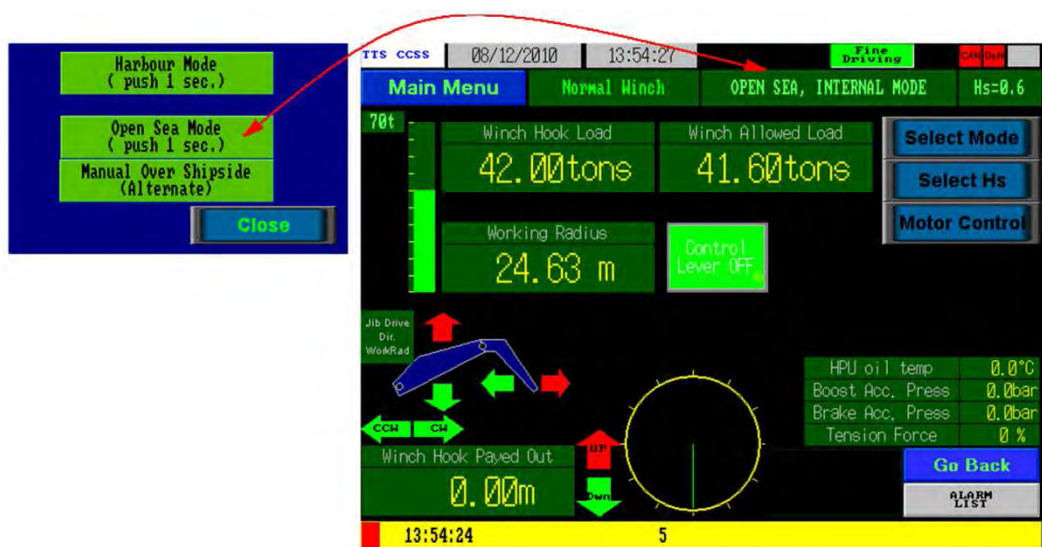 Harbour Mode
( push 1 sec.)
Open Sea Mode
( push 1 sec.)
Manual Over Shipside
(Alternate)
Close
TTS CCSS 08/12/2010 13:54:27 Fine
Driving CAN DwN
Main Menu Normal Winch OPEN SEA, INTERNAL MODE Hs=0.6
70t
Winch Hook Load Winch Allowed Load
42.00tons 41.60tons
Select Mode
Select Hs
Motor Control
Working Radius
24.63 m
Control
Lever OFF
Jib Drive
Dir.
WorkRad
CCW CW
HPU oil temp 0.0°C
Boost Acc. Press 0.0bar
Brake Acc. Press 0.0bar
Tension Force 0 %
Winch Hook Payed Out
0.00m
UP
Dwn
Go Back
ALARM
LIST
13:54:24 5